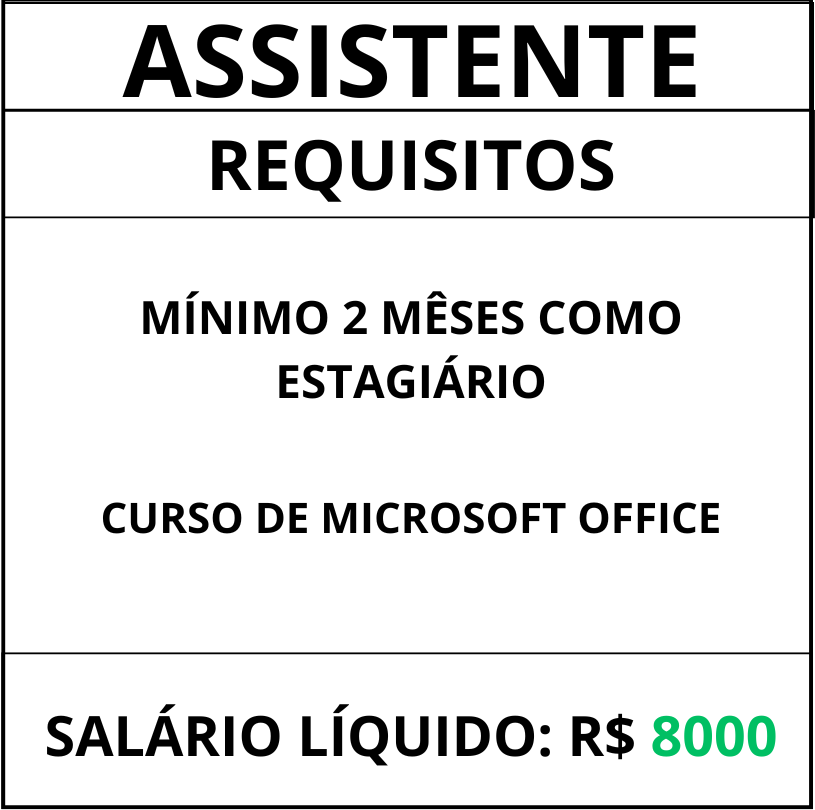 ASSISTENTE
REQUISITOS
MÍNIMO 2 MÊSES COMO
ESTAGIÁRIO
CURSO DE MICROSOFT OFFICE
SALÁRIO LÍQUIDO: R$ 8000